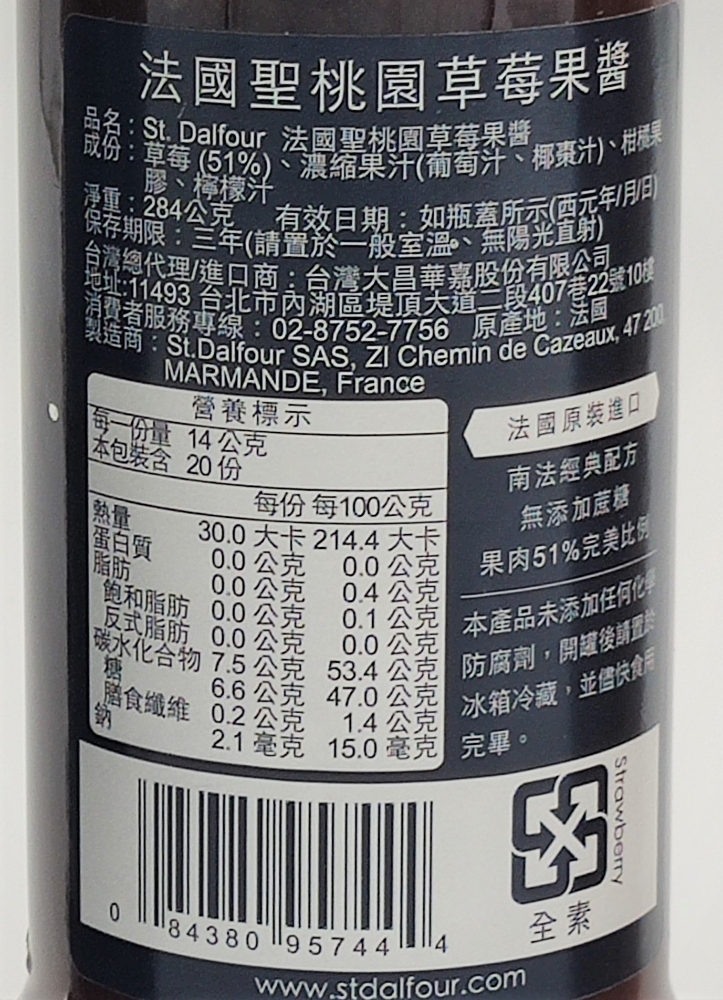 法國聖桃園草莓果醬
品名：St. Dalfour 法國聖桃園草莓果醬
成份：草莓 (51%)、濃縮果汁(葡萄汁、椰棗汁)、柑橘果
膠、檸檬汁
淨重：284公克 有效日期：如瓶蓋所示(西元年/月/日)
保存期限：三年(請置於一般室溫、無陽光直射)
台灣總代理/進口商：台灣大昌華嘉股份有限公司
地址:11493 台北市內湖區堤頂大道二段407巷22號10樓
消費者服務專線：02-8752-7756 原產地：法國
製造商：St.Dalfour SAS, ZI Chemin de Cazeaux, 47 200,
MARMANDE, France
營養標示
每一份量 14 公克
本包裝含 20 份
每份 每100公克
熱量 30.0 大卡 214.4 大卡
蛋白質 0.0 公克 0.0 公克
脂肪 0.0 公克 0.4 公克
飽和脂肪 0.0 公克 0.1 公克
反式脂肪 0.0 公克 0.0 公克
碳水化合物 7.5 公克 53.4 公克
糖 6.6 公克 47.0 公克
膳食纖維 0.2 公克 1.4 公克
鈉 2.1 毫克 15.0 毫克
法國原裝進口
南法經典配方
無添加蔗糖
果肉51%完美比例
本產品未添加任何化學
防腐劑，開罐後請置於
冰箱冷藏，並儘快食用
完畢。
Strawberry
全素
0 84380 95744 4
www.stdalfour.com